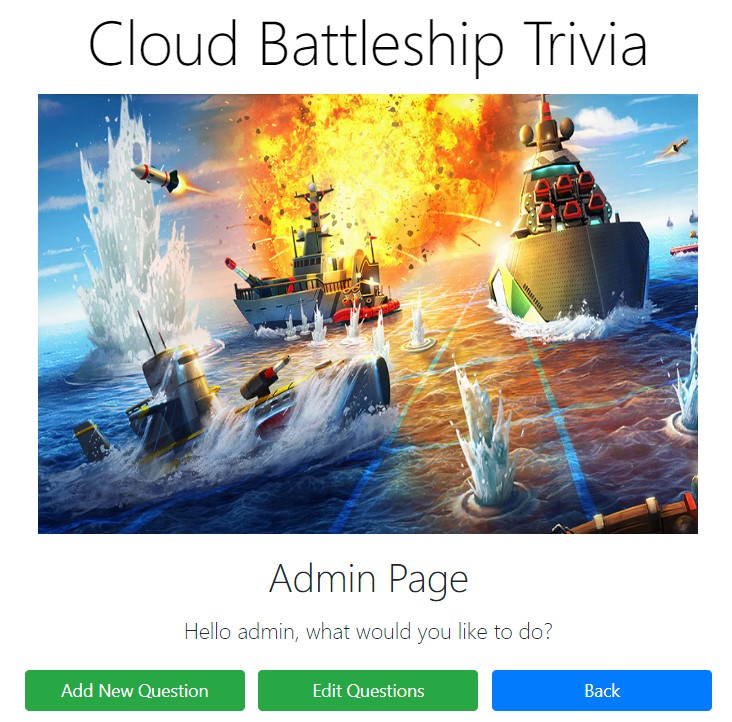 Cloud Battleship Trivia
Admin Page
Hello admin, what would you like to do?
Add New Question
Edit Questions
Back